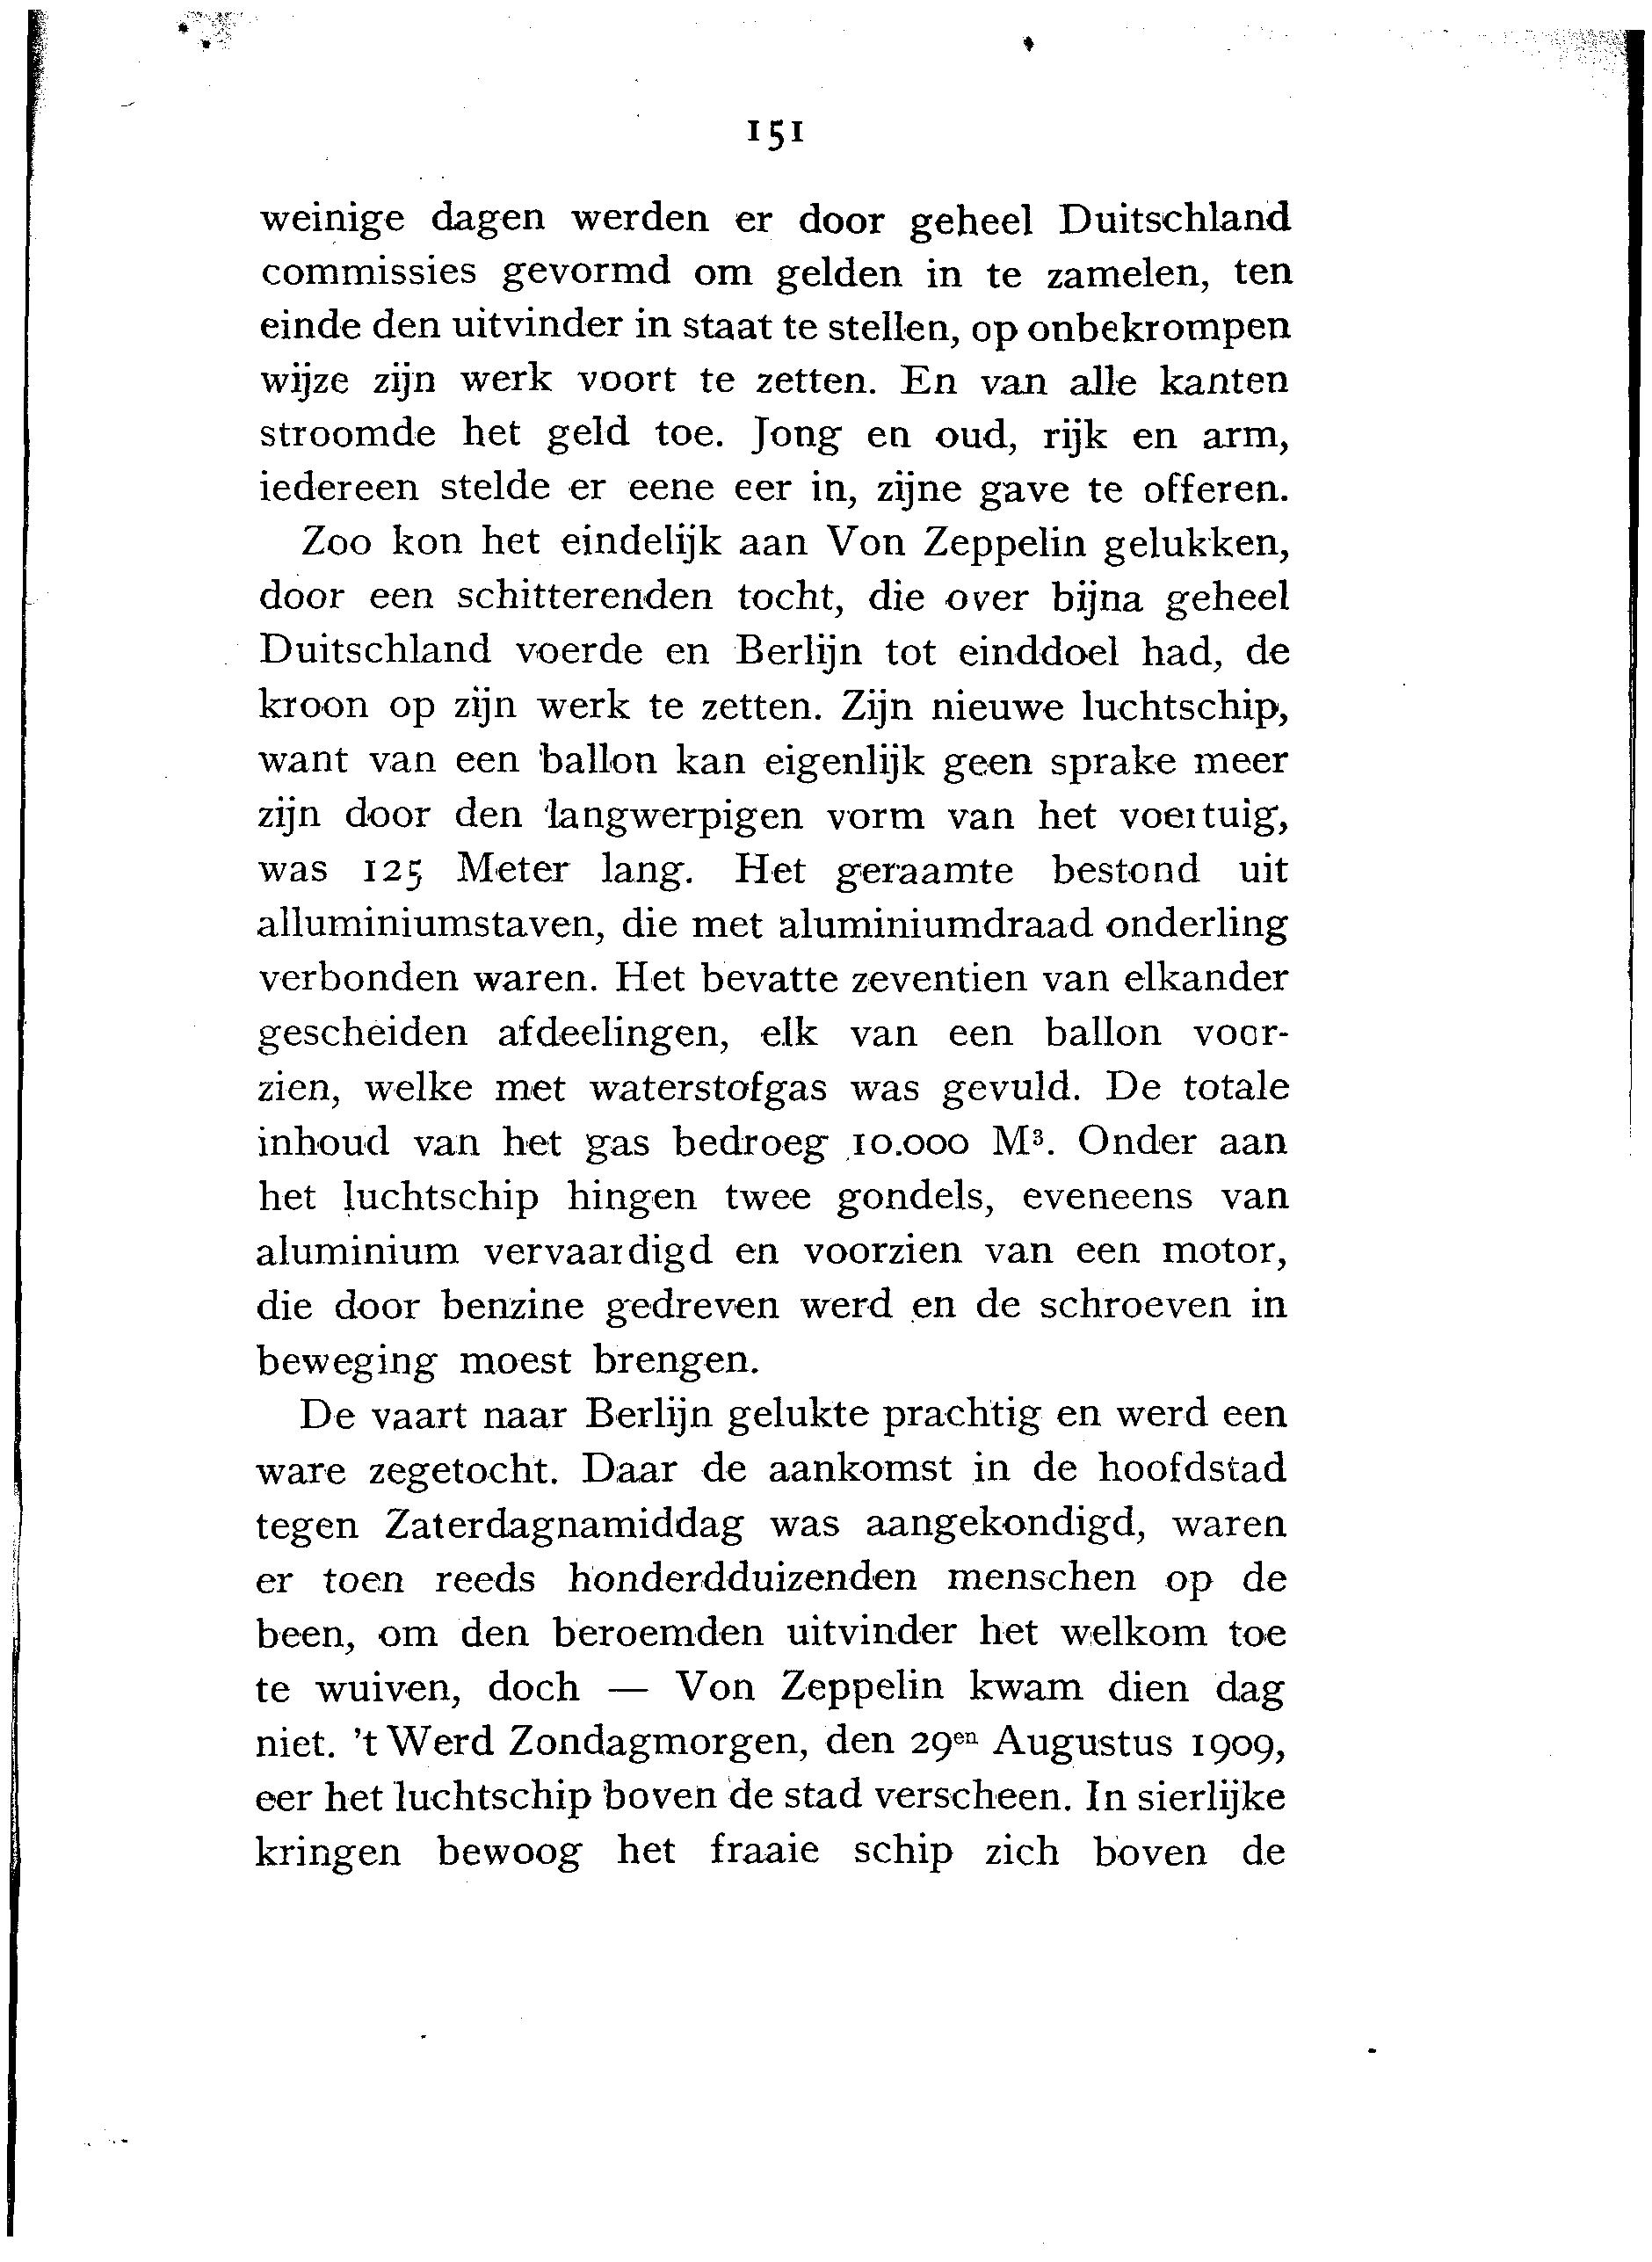 151
weinige dagen werden er door geheel Duitschland
commissies gevormd om gelden in te zamelen, ten
einde den uitvinder in staat te stellen, op onbekrompen
wijze zijn werk voort te zetten. En van alle kanten
stroomde het geld toe. Jong en oud, rijk en arm,
iedereen stelde er eene eer in, zijne gave te offeren.
Zoo kon het eindelijk aan Von Zeppelin gelukken,
door een schitterenden tocht, die over bijna geheel
Duitschland voerde en Berlijn tot einddoel had, de
kroon op zijn werk te zetten. Zijn nieuwe luchtschip,
want van een ballon kan eigenlijk geen sprake meer
zijn door den langwerpigen vorm van het voertuig,
was 125 Meter lang. Het geraamte bestond uit
alluminiumstaven, die met aluminiumdraad onderling
verbonden waren. Het bevatte zeventien van elkander
gescheiden afdeelingen, elk van een ballon voor-
zien, welke met waterstofgas was gevuld. De totale
inhoud van het gas bedroeg 10.000 M³. Onder aan
het luchtschip hingen twee gondels, eveneens van
aluminium vervaardigd en voorzien van een motor,
die door benzine gedreven werd en de schroeven in
beweging moest brengen.
De vaart naar Berlijn gelukte prachtig en werd een
ware zegetocht. Daar de aankomst in de hoofdstad
tegen Zaterdagnamiddag was aangekondigd, waren
er toen reeds honderdduizenden menschen op de
been, om den beroemden uitvinder het welkom toe
te wuiven, doch — Von Zeppelin kwam dien dag
niet. 't Werd Zondagmorgen, den 29en Augustus 1909,
eer het luchtschip boven de stad verscheen. In sierlijke
kringen bewoog het fraaie schip zich boven de